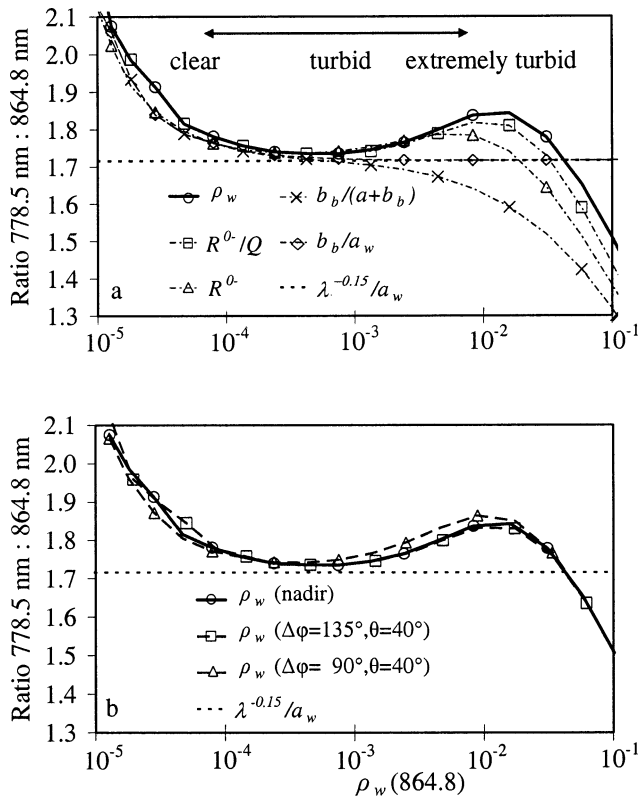 2.1
2.0
1.9
1.8
1.7
1.6
1.5
1.4
1.3
Ratio 778.5 nm : 864.8 nm
clear turbid extremely turbid
ρw bb/(a+bb)
R0-/Q bb/aw
R0- λ-0.15/aw
a
10-5 10-4 10-3 10-2 10-1
2.1
2.0
1.9
1.8
1.7
1.6
1.5
1.4
1.3
Ratio 778.5 nm : 864.8 nm
ρw (nadir)
ρw (Δφ=135°,θ=40°)
ρw (Δφ= 90°,θ=40°)
λ-0.15/aw
b
10-5 10-4 10-3 10-2 10-1
ρw(864.8)